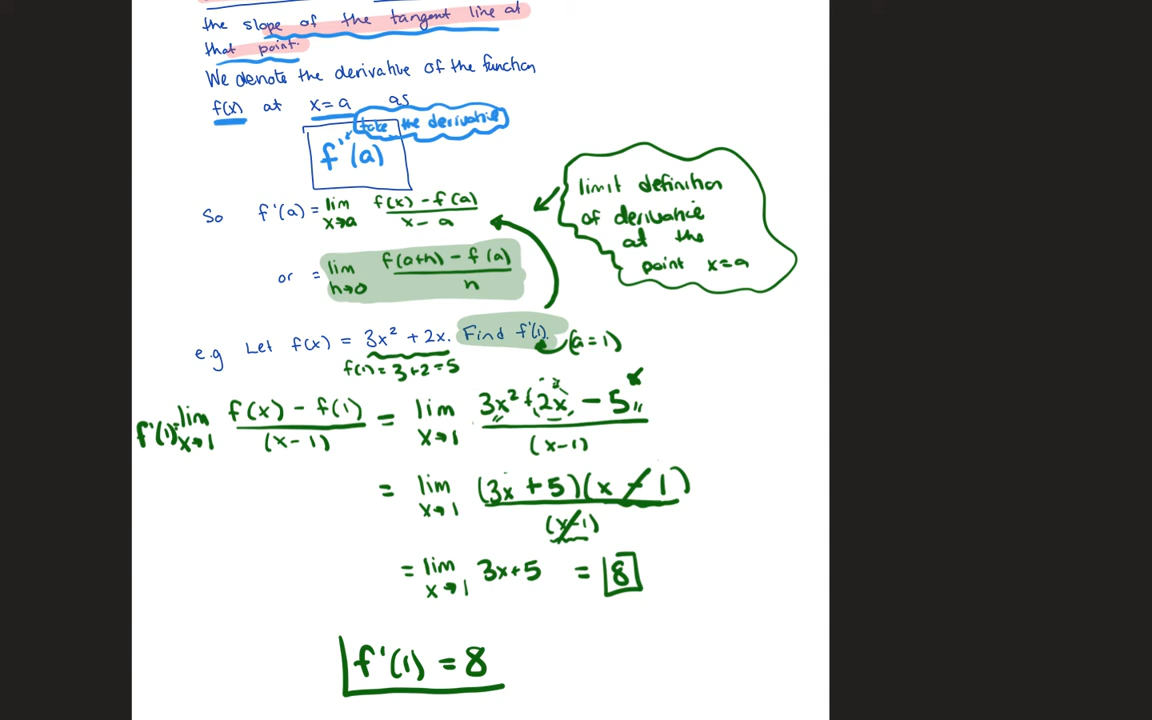 the slope of the tangent line at
that point.
We denote the derivative of the function
f(x) at x=a as
take the derivative
f'(a)
So f'(a) = lim x→a f(x) - f(a) / x - a
limit definition
of derivative
at the
point x=a
or = lim h→0 f(a+h) - f(a) / h
e.g Let f(x) = 3x² + 2x. Find f'(1).
(a=1)
f(1) = 3+2=5
f'(1)= lim x→1 f(x) - f(1) / (x-1) = lim x→1 3x² + 2x - 5 / (x-1)
= lim x→1 (3x+5)(x-1) / (x-1)
= lim x→1 3x+5 = 8
f'(1) = 8